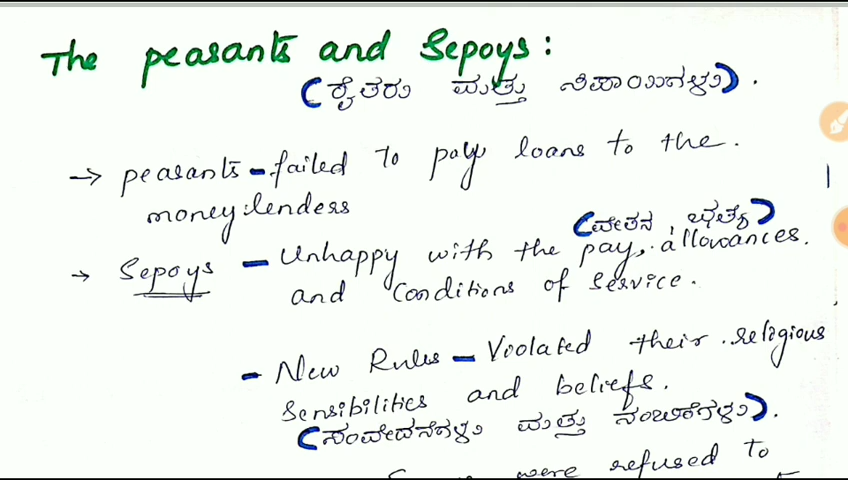 The peasants and Sepoys:
(ರೈತರು ಮತ್ತು ಸಿಪಾಯಿಗಳು).
→ peasants - failed To pay loans to the.
moneylendess
(ವೇತನ, ಭತ್ಯೆ)
→ Sepoys - Unhappy with the pay, allowances.
and Conditions of service.
- New Rules - Violated their religious
sensibilities and beliefs.
(ಸಂವೇದನೆಗಳು ಮತ್ತು ನಂಬಿಕೆಗಳು).
were refused to